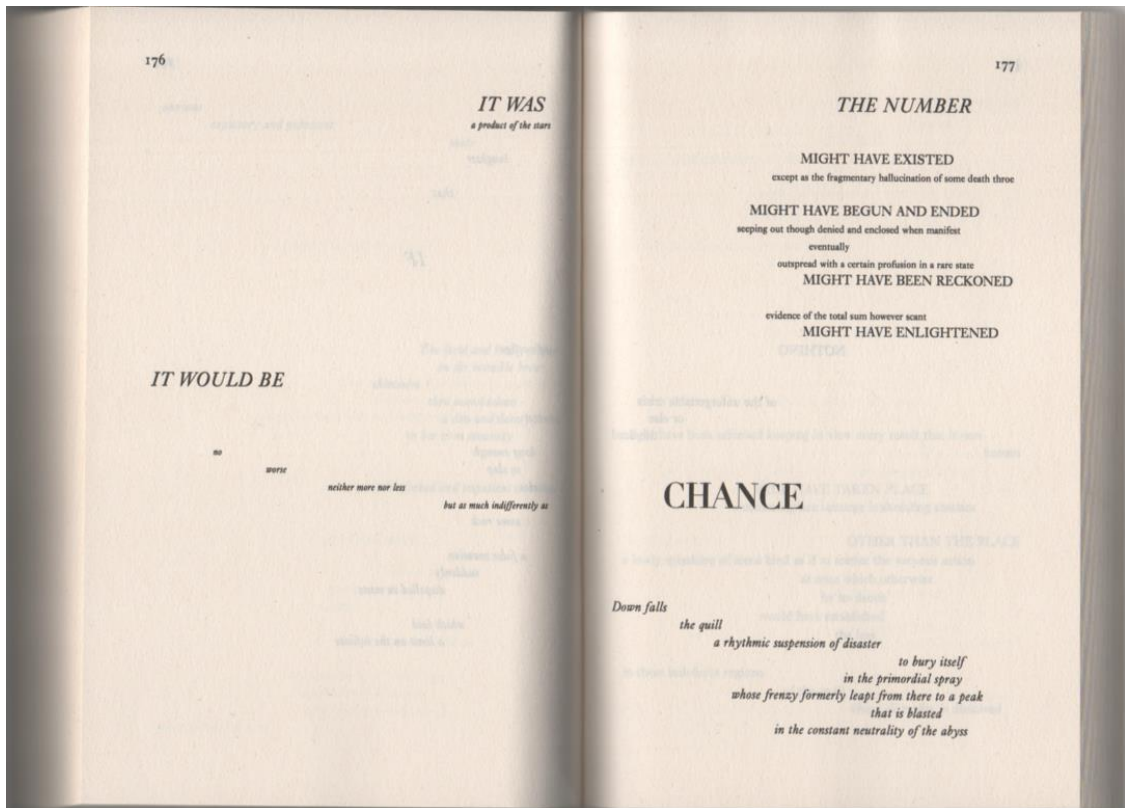 176
IT WAS
a product of the stars
IT WOULD BE
no
worse
neither more nor less
but as much indifferently as
177
THE NUMBER
MIGHT HAVE EXISTED
except as the fragmentary hallucination of some death throe
MIGHT HAVE BEGUN AND ENDED
seeping out though denied and enclosed when manifest
eventually
outspread with a certain profusion in a rare state
MIGHT HAVE BEEN RECKONED
evidence of the total sum however scant
MIGHT HAVE ENLIGHTENED
CHANCE
Down falls
the quill
a rhythmic suspension of disaster
to bury itself
in the primordial spray
whose frenzy formerly leapt from there to a peak
that is blasted
in the constant neutrality of the abyss